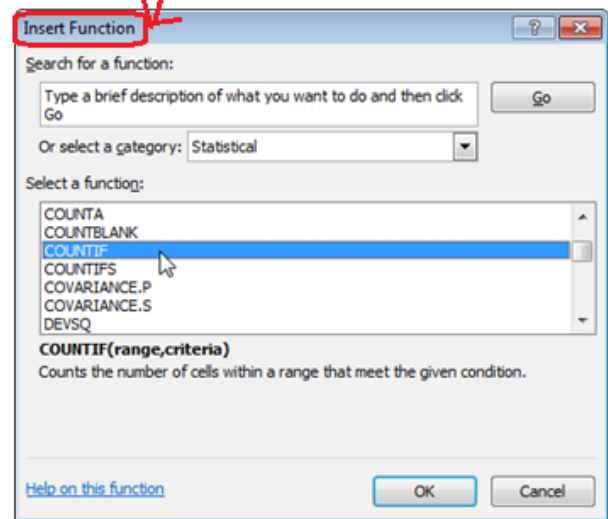 Insert Function
Search for a function:
Type a brief description of what you want to do and then click
Go
Go
Or select a category: Statistical
Select a function:
COUNTA
COUNTBLANK
COUNTIF
COUNTIFS
COVARIANCE.P
COVARIANCE.S
DEVSQ
COUNTIF(range,criteria)
Counts the number of cells within a range that meet the given condition.
Help on this function
OK
Cancel